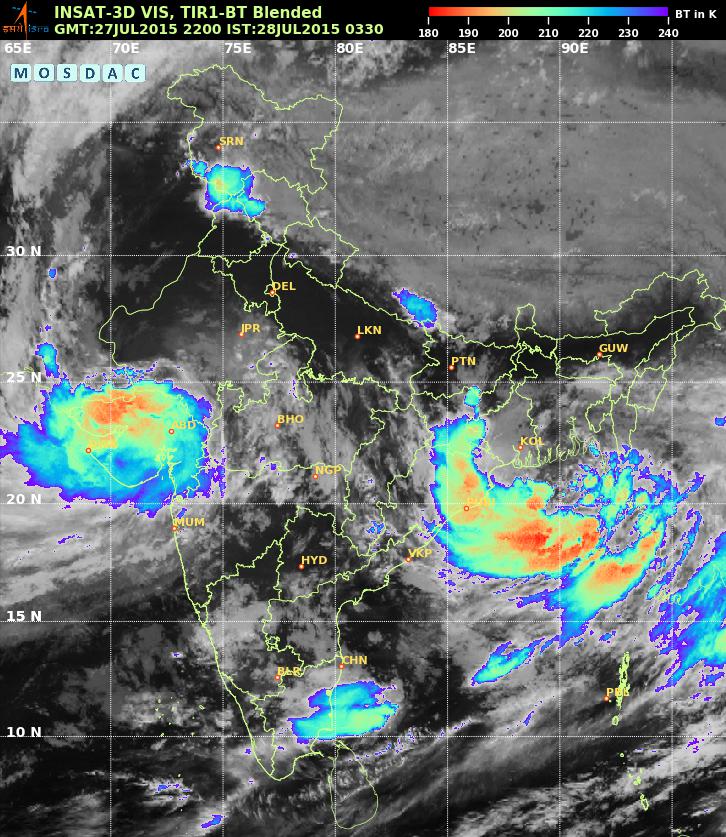 INSAT-3D VIS, TIR1-BT Blended
GMT:27JUL2015 2200 IST:28JUL2015 0330
BT in K
180 190 200 210 220 230 240
65E 70E 75E 80E 85E 90E
MOSDAC
SRN
30 N
DEL
JPR
LKN
GUW
PTN
25 N
BHO
ABD
KOL
NGP
20 N
MUM
VKP
HYD
15 N
CHN
BLR
PBL
10 N